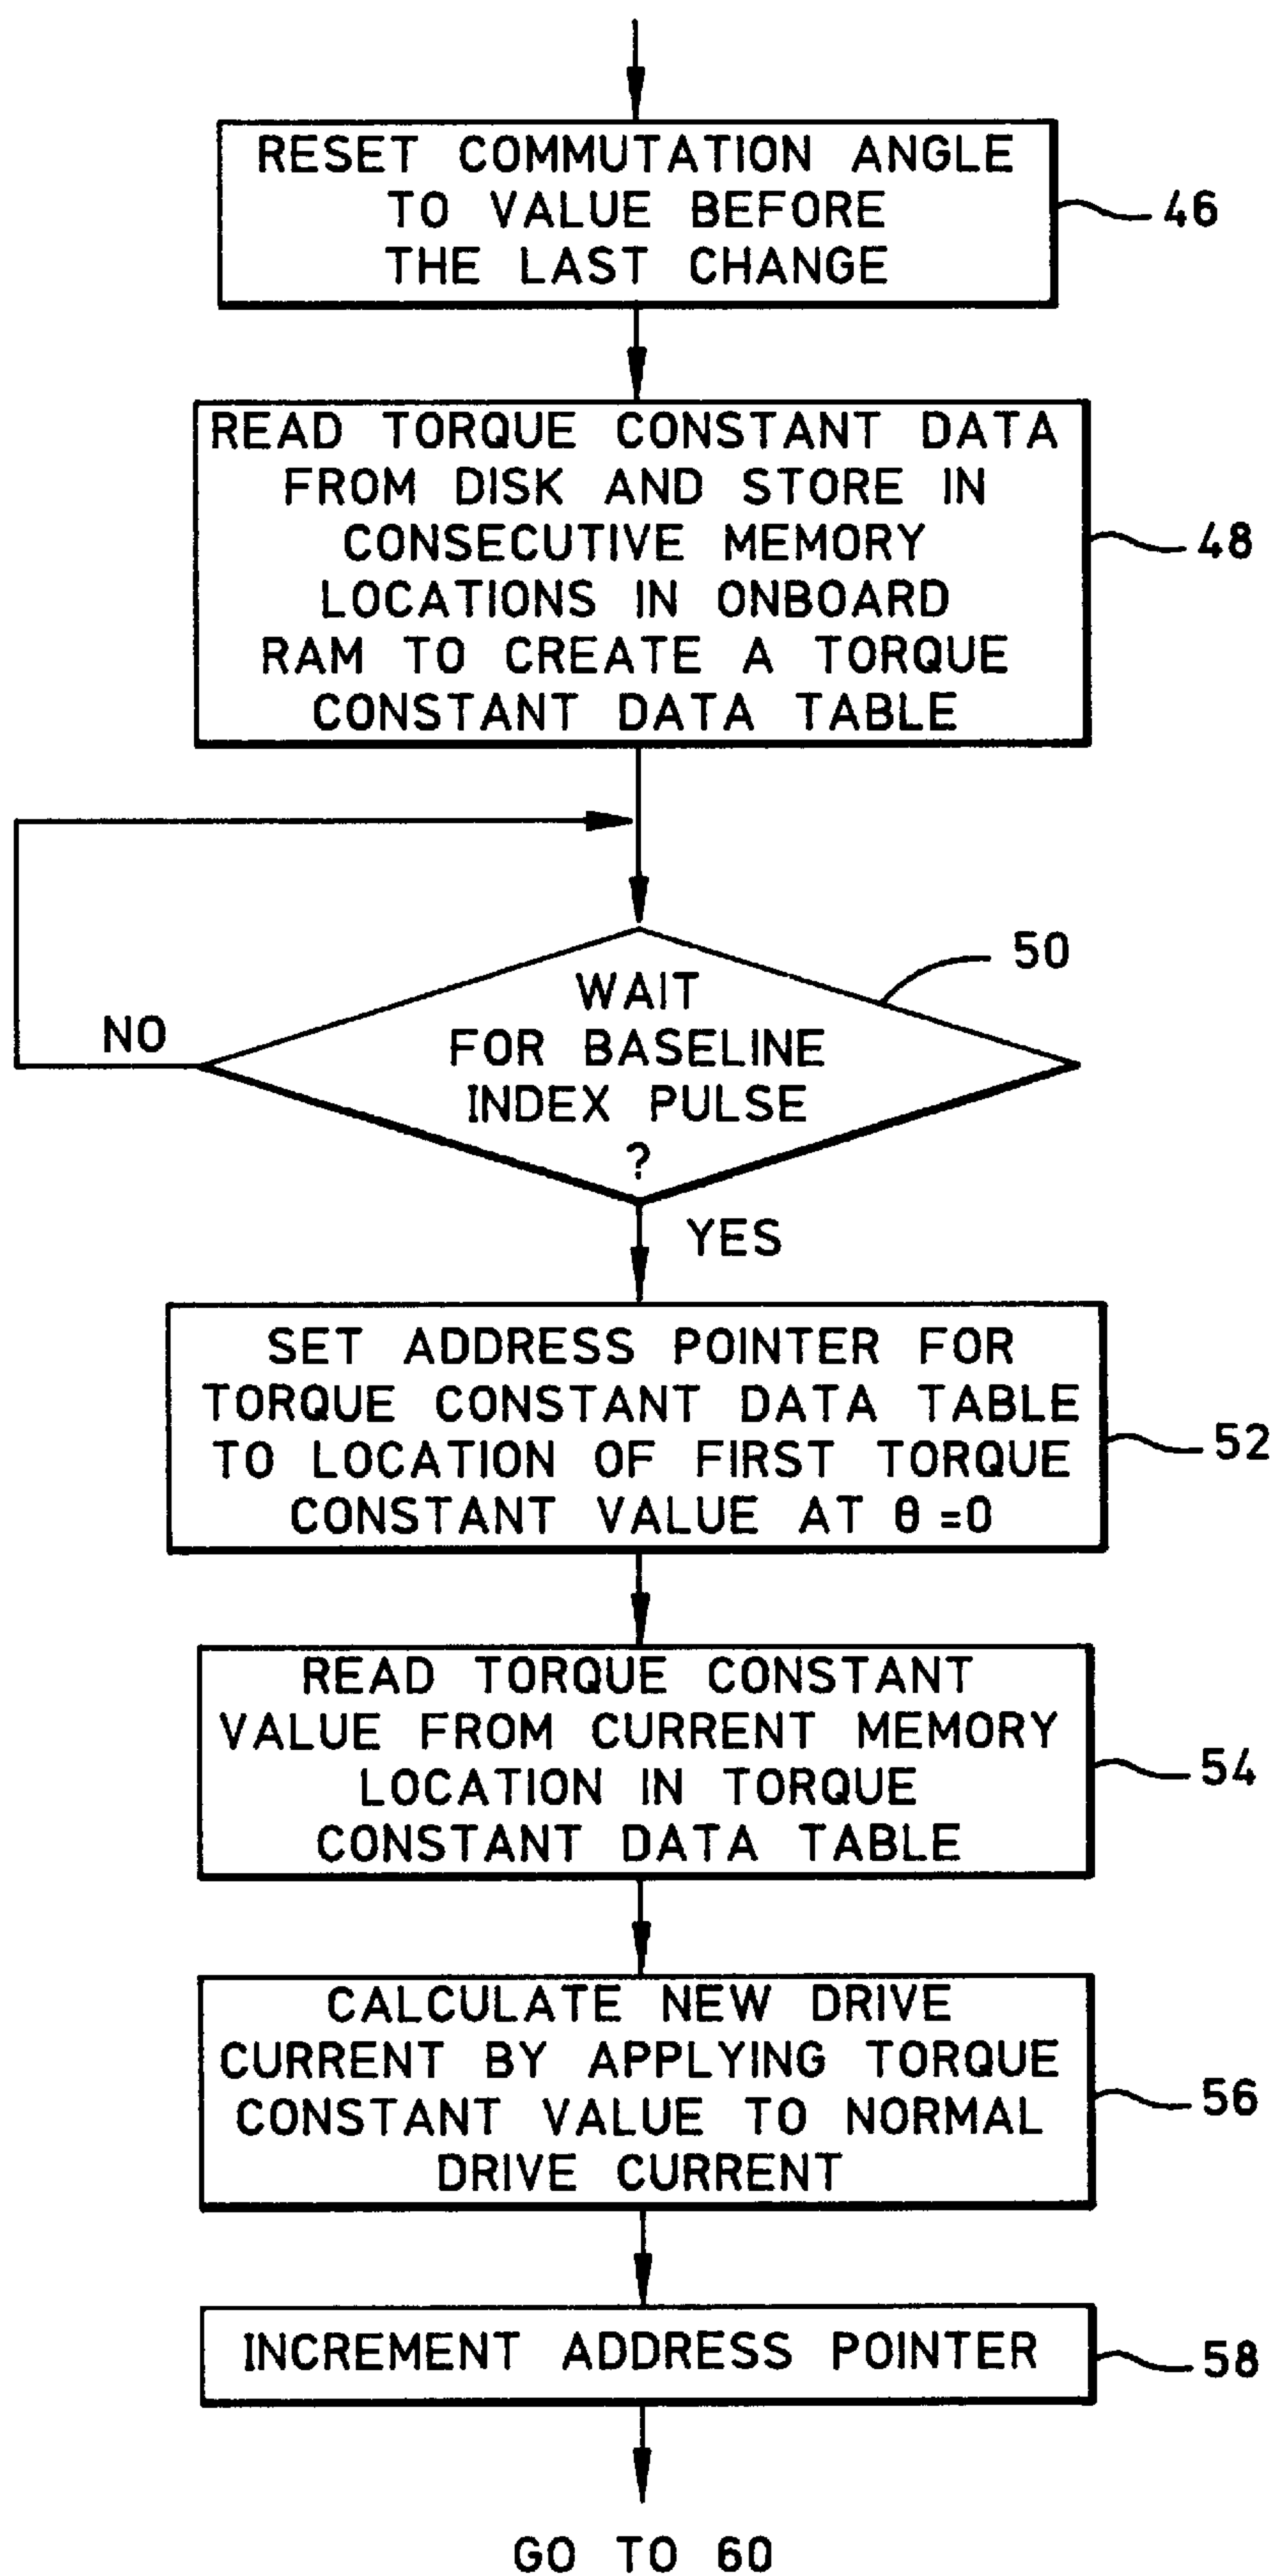 RESET COMMUTATION ANGLE
TO VALUE BEFORE
THE LAST CHANGE
46
READ TORQUE CONSTANT DATA
FROM DISK AND STORE IN
CONSECUTIVE MEMORY
LOCATIONS IN ONBOARD
RAM TO CREATE A TORQUE
CONSTANT DATA TABLE
48
50
WAIT
FOR BASELINE
INDEX PULSE
?
NO
YES
SET ADDRESS POINTER FOR
TORQUE CONSTANT DATA TABLE
TO LOCATION OF FIRST TORQUE
CONSTANT VALUE AT θ =0
52
READ TORQUE CONSTANT
VALUE FROM CURRENT MEMORY
LOCATION IN TORQUE
CONSTANT DATA TABLE
54
CALCULATE NEW DRIVE
CURRENT BY APPLYING TORQUE
CONSTANT VALUE TO NORMAL
DRIVE CURRENT
56
INCREMENT ADDRESS POINTER
58
GO TO 60